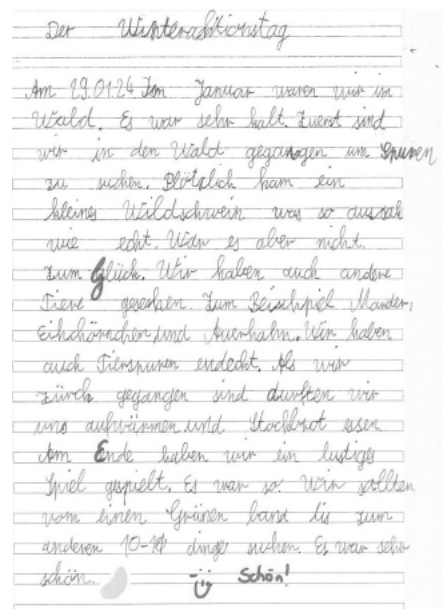 Der Winteraktionstag
Am 29.01.24 Im Januar waren wir im
Wald. Es war sehr kalt. Zuerst sind
wir in den Wald gegangen um Spuren
zu suchen. Plötzlich kam ein
kleines Wildschwein was so aussah
wie echt. War es aber nicht.
Zum Glück. Wir haben auch andere
Tiere gesehen. Zum Beischpiel Marder,
Eihchörnchen und Auerhahn. Wir haben
auch Tierspuren endeckt. Als wir
zürck gegangen sind durften wir
uns aufwärmen und Stockbrot essen.
Am Ende haben wir ein lustiges
Spiel gespielt. Es war so. Wir sollten
vom einen Grünen band bis zum
anderen 10- dinge suchen. Es war sehr
schön. Schön!